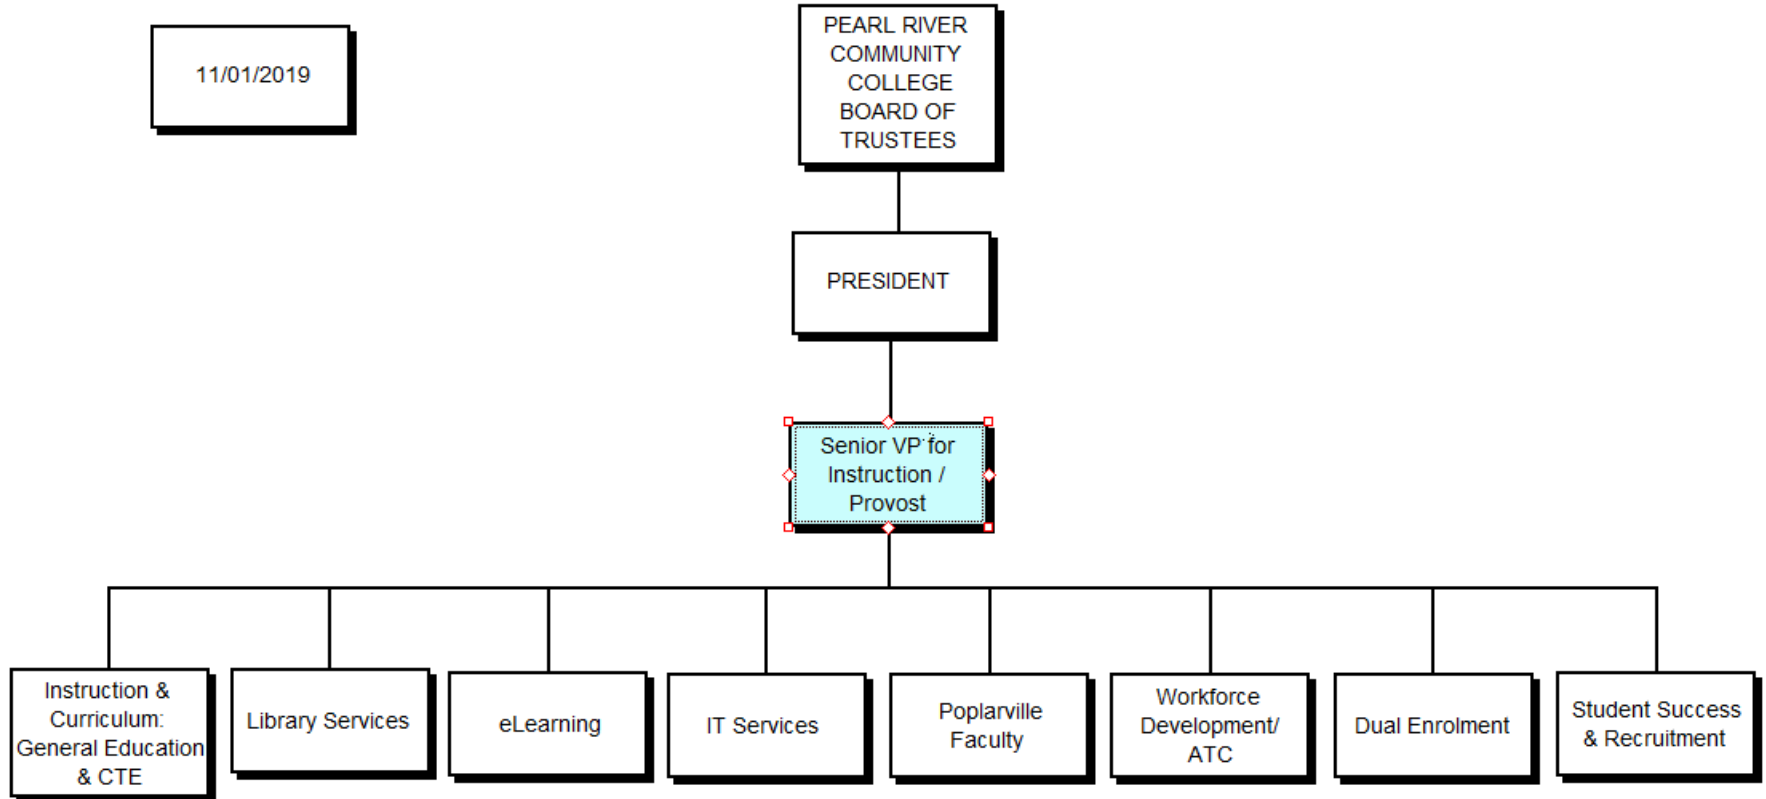 11/01/2019
PEARL RIVER
COMMUNITY
COLLEGE
BOARD OF
TRUSTEES
PRESIDENT
Senior VP for
Instruction /
Provost
Instruction &
Curriculum:
General Education
& CTE
Library Services
eLearning
IT Services
Poplarville
Faculty
Workforce
Development/
ATC
Dual Enrolment
Student Success
& Recruitment